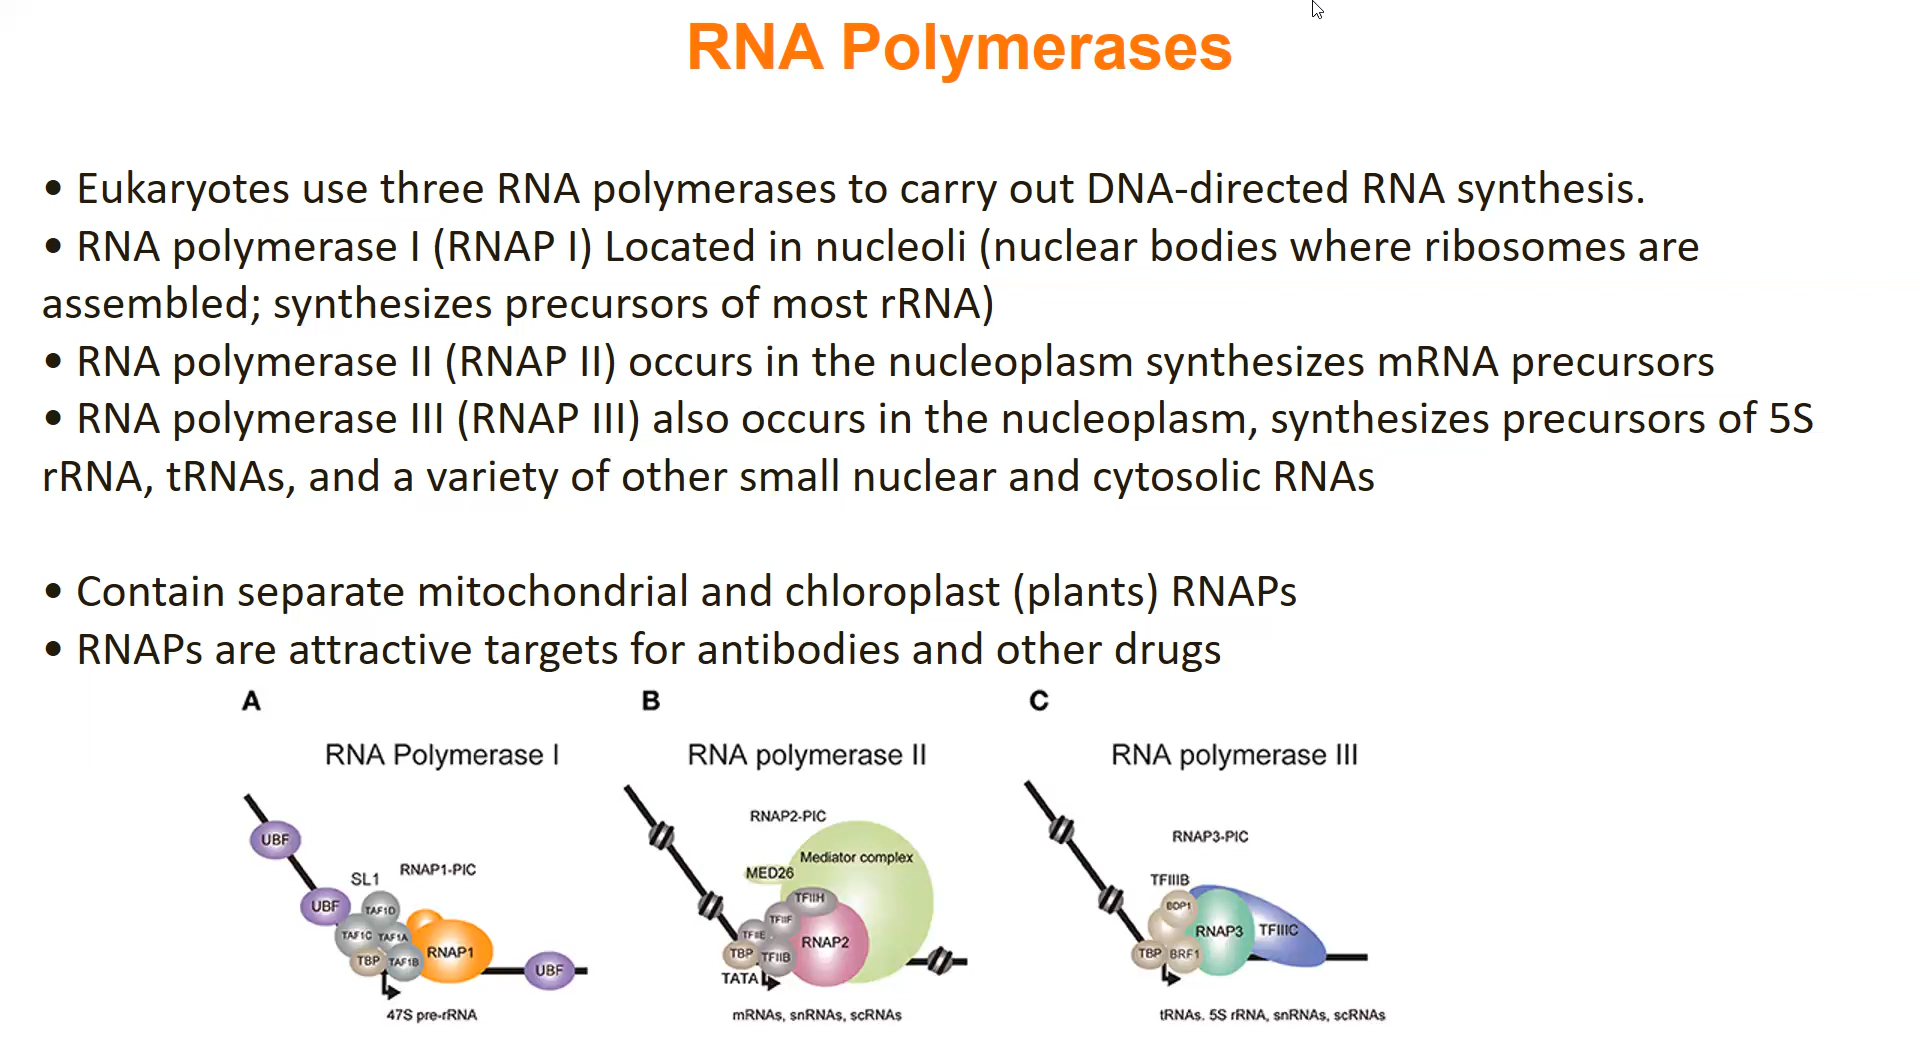 RNA Polymerases
• Eukaryotes use three RNA polymerases to carry out DNA-directed RNA synthesis.
• RNA polymerase I (RNAP I) Located in nucleoli (nuclear bodies where ribosomes are
assembled; synthesizes precursors of most rRNA)
• RNA polymerase II (RNAP II) occurs in the nucleoplasm synthesizes mRNA precursors
• RNA polymerase III (RNAP III) also occurs in the nucleoplasm, synthesizes precursors of 5S
rRNA, tRNAs, and a variety of other small nuclear and cytosolic RNAs
• Contain separate mitochondrial and chloroplast (plants) RNAPs
• RNAPs are attractive targets for antibodies and other drugs
A
RNA Polymerase I
UBF
SL1
RNAP1-PIC
UBF
TAF1D
TAF1C
TAF1A
RNAP1
TBP
TAF1B
UBF
47S pre-rRNA
B
RNA polymerase II
RNAP2-PIC
Mediator complex
MED26
TFIIH
TFIIF
TFIIE
RNAP2
TBP
TFIIB
TATA
mRNAs, snRNAs, scRNAs
C
RNA polymerase III
RNAP3-PIC
TFIIIB
BDP1
RNAP3
TFIIIC
TBP
BRF1
tRNAs. 5S rRNA, snRNAs, scRNAs